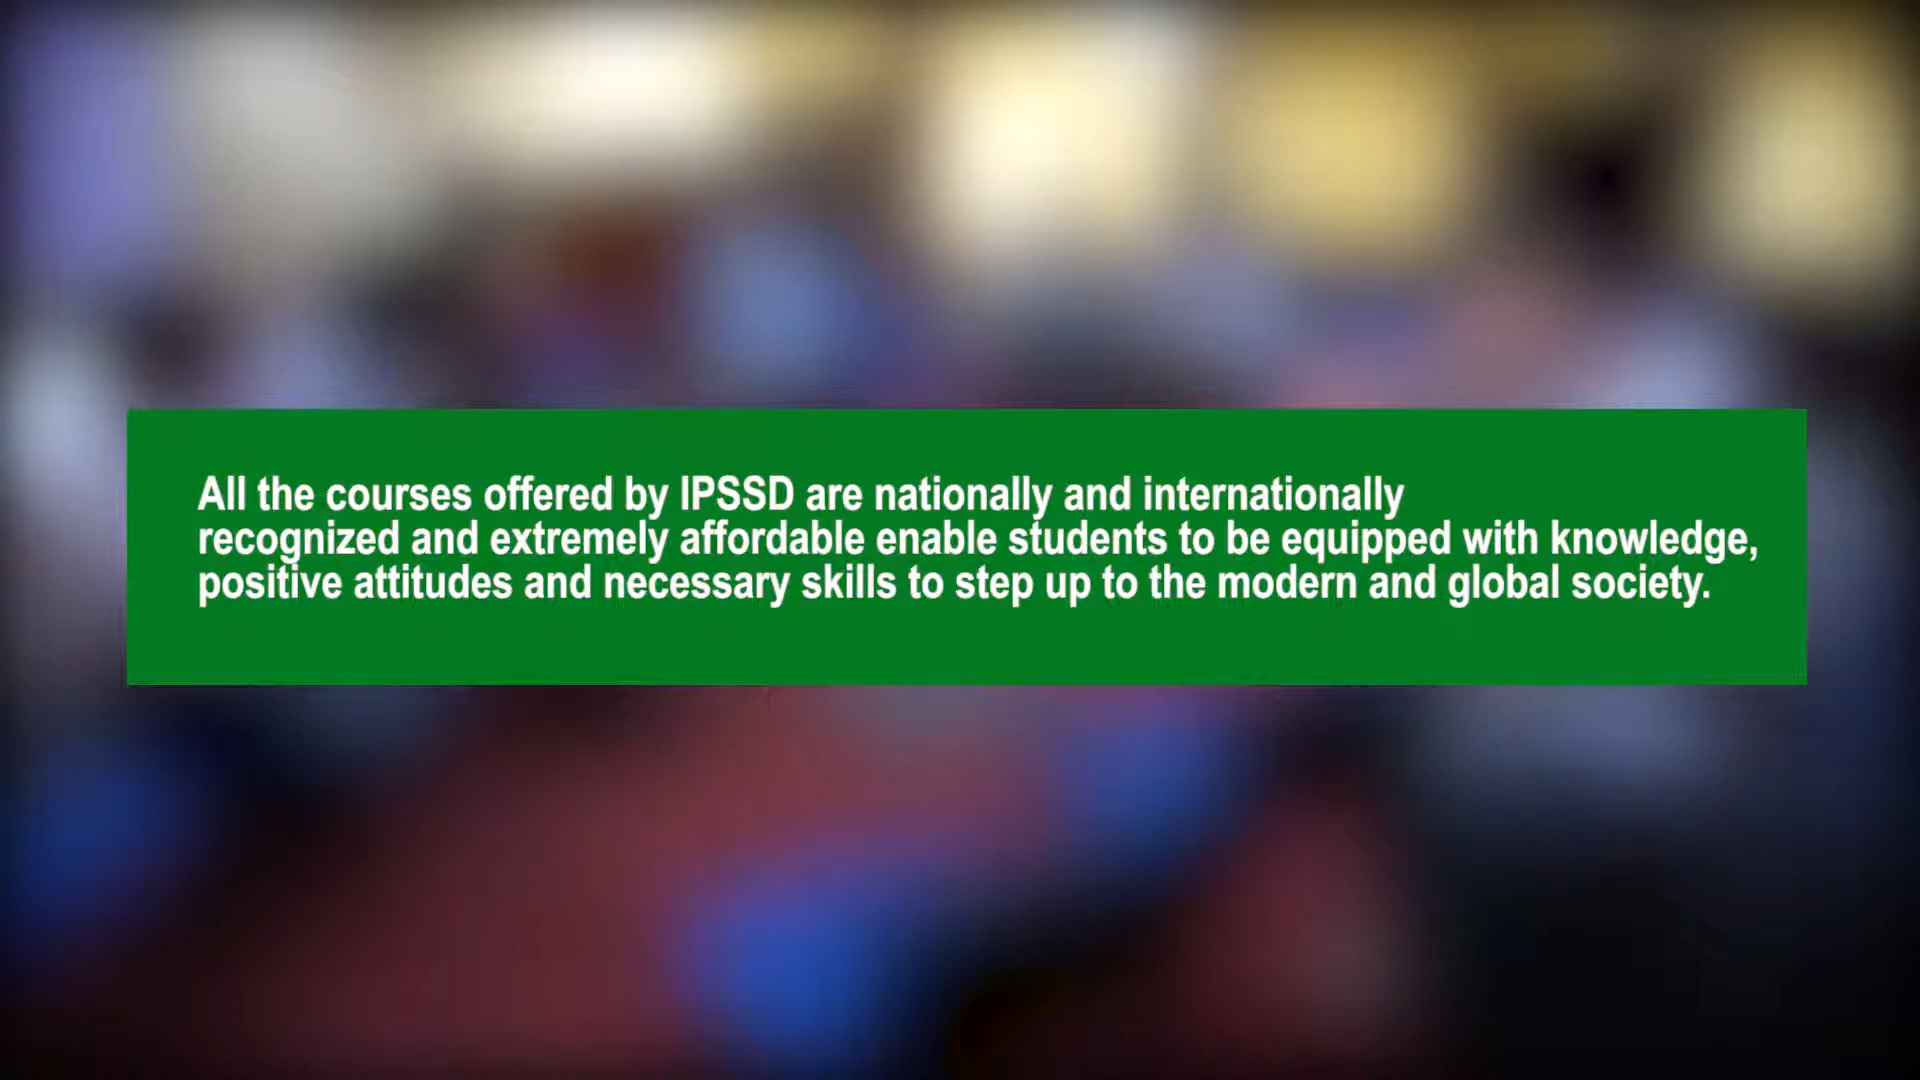 All the courses offered by IPSSD are nationally and internationally
recognized and extremely affordable enable students to be equipped with knowledge,
positive attitudes and necessary skills to step up to the modern and global society.